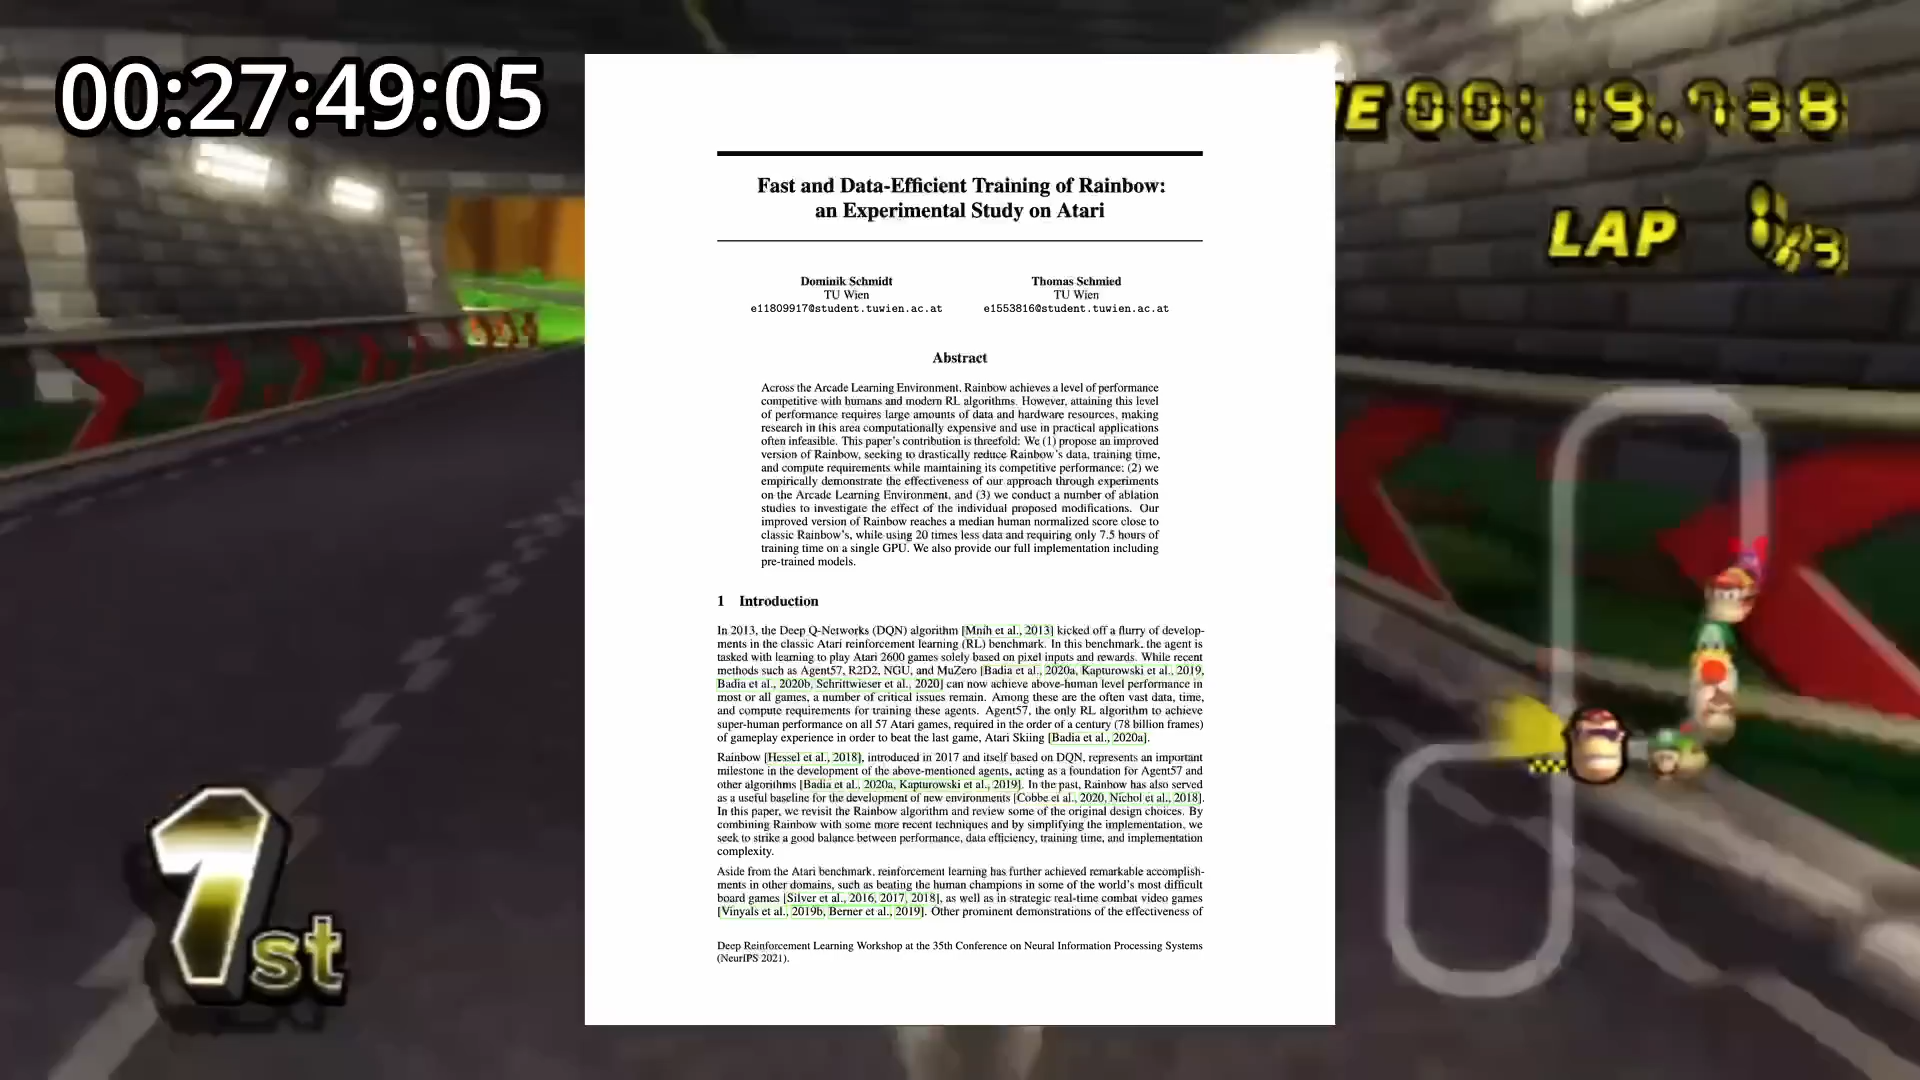 00:27:49:05
E 00:19.738
LAP 1/3
1st
Fast and Data-Efficient Training of Rainbow:
an Experimental Study on Atari
Dominik Schmidt
TU Wien
e11809917@student.tuwien.ac.at
Thomas Schmied
TU Wien
e1553816@student.tuwien.ac.at
Abstract
Across the Arcade Learning Environment, Rainbow achieves a level of performance
competitive with humans and modern RL algorithms. However, attaining this level
of performance requires large amounts of data and hardware resources, making
research in this area computationally expensive and use in practical applications
often infeasible. This paper's contribution is threefold: We (1) propose an improved
version of Rainbow, seeking to drastically reduce Rainbow's data, training time,
and compute requirements while maintaining its competitive performance; (2) we
empirically demonstrate the effectiveness of our approach through experiments
on the Arcade Learning Environment, and (3) we conduct a number of ablation
studies to investigate the effect of the individual proposed modifications. Our
improved version of Rainbow reaches a median human normalized score close to
classic Rainbow's, while using 20 times less data and requiring only 7.5 hours of
training time on a single GPU. We also provide our full implementation including
pre-trained models.
1 Introduction
In 2013, the Deep Q-Networks (DQN) algorithm [Mnih et al., 2013] kicked off a flurry of develop-
ments in the classic Atari reinforcement learning (RL) benchmark. In this benchmark, the agent is
tasked with learning to play Atari 2600 games solely based on pixel inputs and rewards. While recent
methods such as Agent57, R2D2, NGU, and MuZero [Badia et al., 2020a, Kapturowski et al., 2019,
Badia et al., 2020b, Schrittwieser et al., 2020] can now achieve above-human level performance in
most or all games, a number of critical issues remain. Among these are the often vast data, time,
and compute requirements for training these agents. Agent57, the only RL algorithm to achieve
super-human performance on all 57 Atari games, required in the order of a century (78 billion frames)
of gameplay experience in order to beat the last game, Atari Skiing [Badia et al., 2020a].
Rainbow [Hessel et al., 2018], introduced in 2017 and itself based on DQN, represents an important
milestone in the development of the above-mentioned agents, acting as a foundation for Agent57 and
other algorithms [Badia et al., 2020a, Kapturowski et al., 2019]. In the past, Rainbow has also served
as a useful baseline for the development of new environments [Cobbe et al., 2020, Nichol et al., 2018].
In this paper, we revisit the Rainbow algorithm and review some of the original design choices. By
combining Rainbow with some more recent techniques and by simplifying the implementation, we
seek to strike a good balance between performance, data efficiency, training time, and implementation
complexity.
Aside from the Atari benchmark, reinforcement learning has further achieved remarkable accomplish-
ments in other domains, such as beating the human champions in some of the world's most difficult
board games [Silver et al., 2016, 2017, 2018], as well as in strategic real-time combat video games
[Vinyals et al., 2019b, Berner et al., 2019]. Other prominent demonstrations of the effectiveness of
Deep Reinforcement Learning Workshop at the 35th Conference on Neural Information Processing Systems
(NeurIPS 2021).